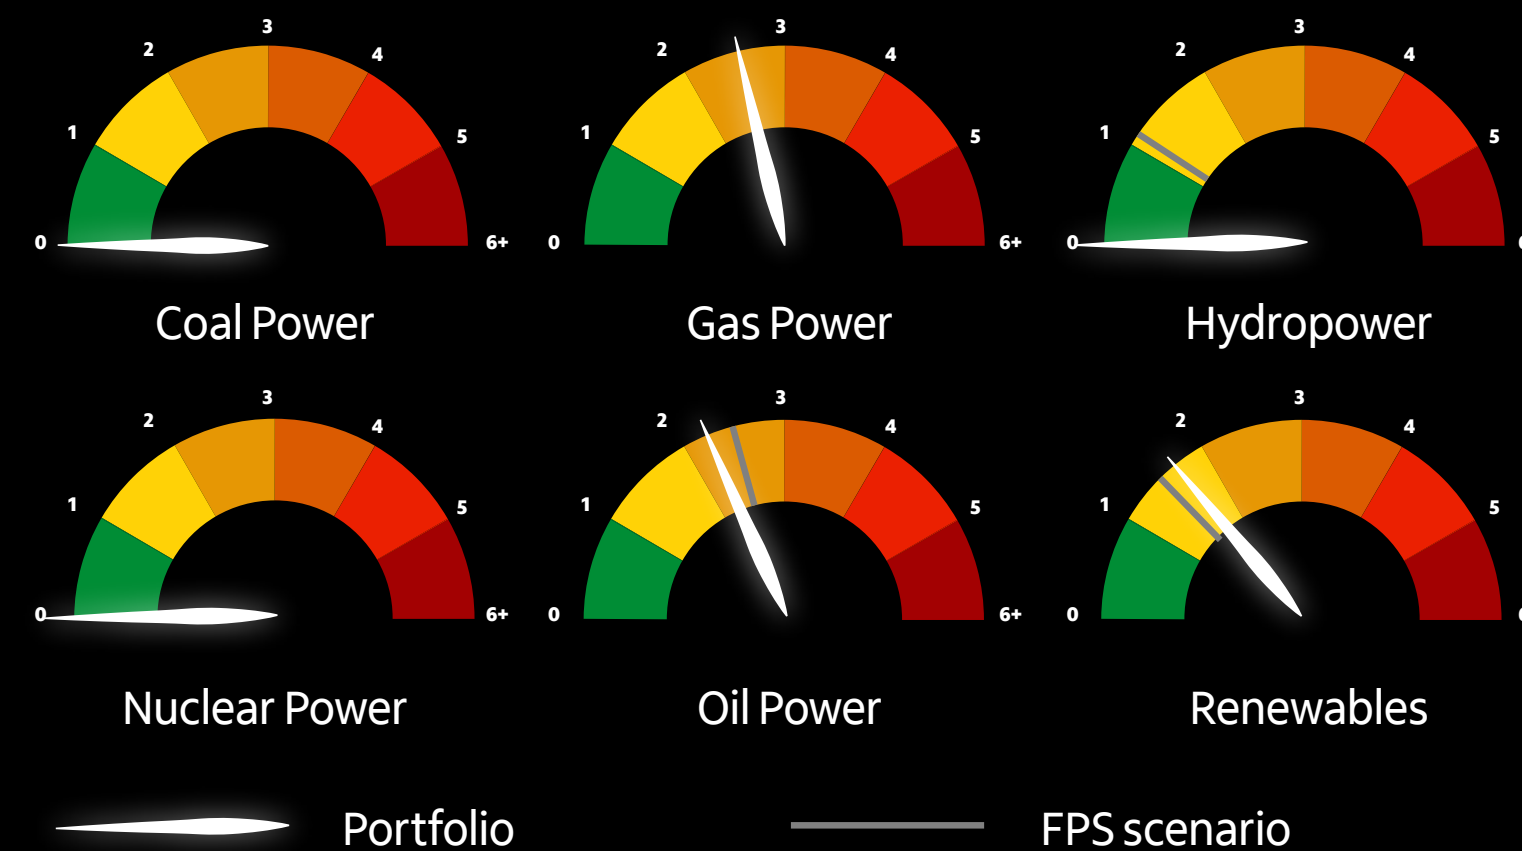 3 3 3
2 4 2 4 2 4
1 5 1 5 1 5
0 6+ 0 6+ 0
Coal Power Gas Power Hydropower
3 3 3
2 4 2 4 2 4
1 5 1 5 1 5
0 6+ 0 6+ 0
Nuclear Power Oil Power Renewables
Portfolio FPS scenario